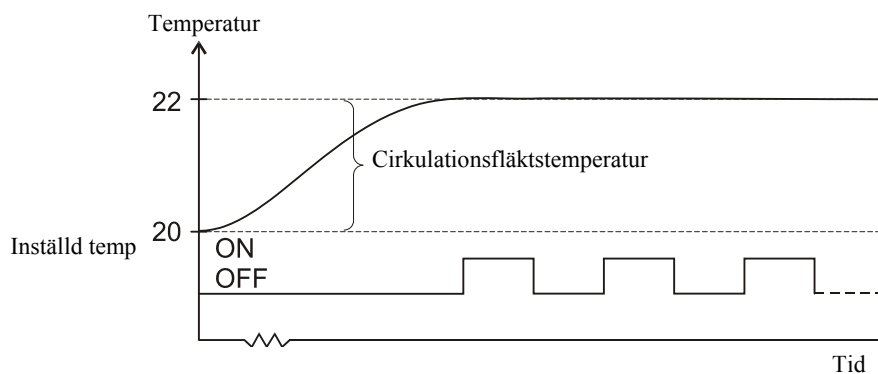 Temperatur
22
Cirkulationsfläktstemperatur
20
Inställd temp
ON
OFF
Tid